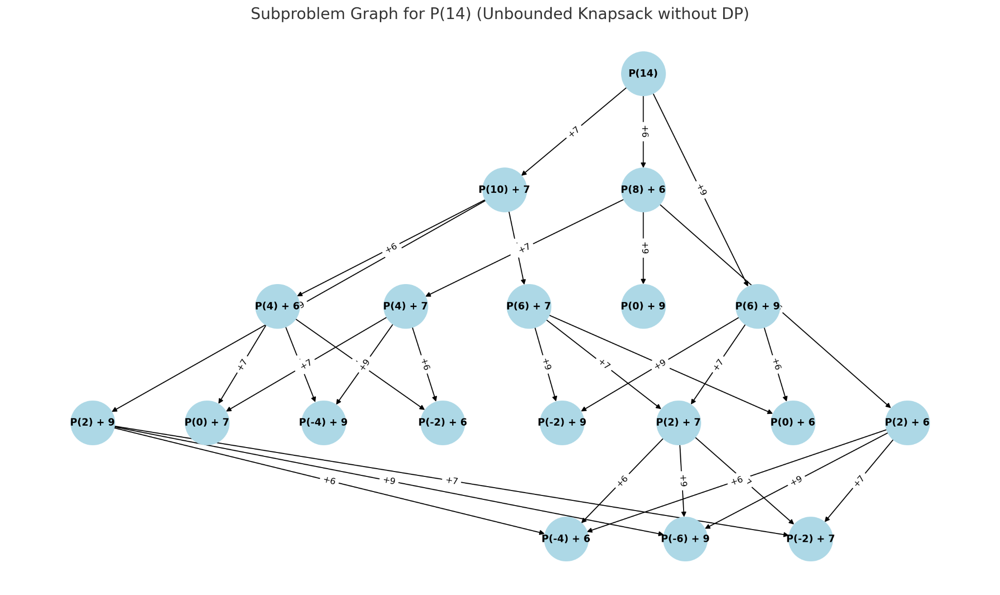 Subproblem Graph for P(14) (Unbounded Knapsack without DP)
P(14)
+7
+6
+9
P(10) + 7
P(8) + 6
+6
+7
+9
P(4) + 6
9
P(4) + 7
P(6) + 7
P(0) + 9
P(6) + 9
+7
+7
+9
+6
+9
+7
+9
+7
+6
P(2) + 9
P(0) + 7
P(-4) + 9
P(-2) + 6
P(-2) + 9
P(2) + 7
P(0) + 6
P(2) + 6
+6
+9
+7
+6
+9
+6
7
+9
+7
P(-4) + 6
P(-6) + 9
P(-2) + 7